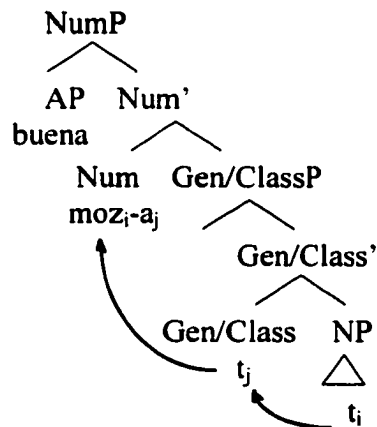 NumP
AP Num'
buena
Num Gen/ClassP
mozᵢ-aⱼ
Gen/Class'
Gen/Class NP
tⱼ
tᵢ